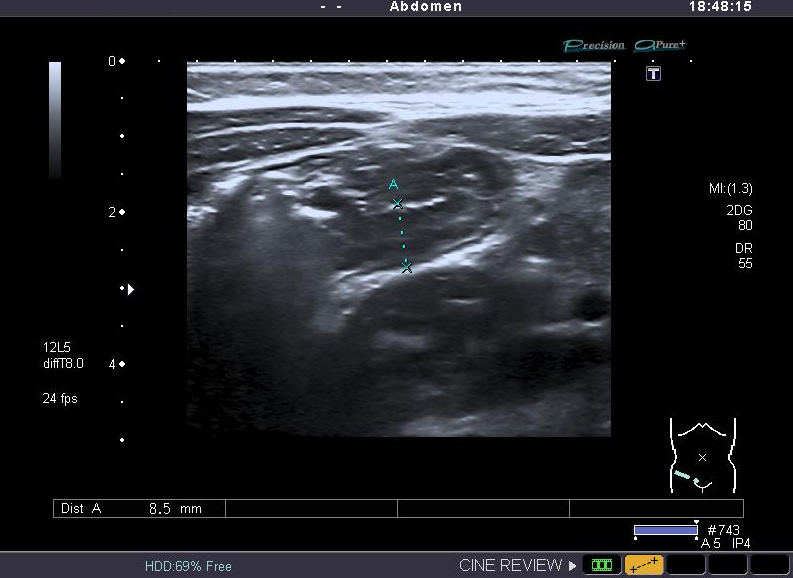 - - Abdomen 18:48:15
Precision APure+
T
0
A
MI:(1.3)
2
2DG
80
DR
55
12L5
diffT8.0
4
24 fps
Dist A 8.5 mm
#743
A 5 IP4
HDD:69% Free
CINE REVIEW